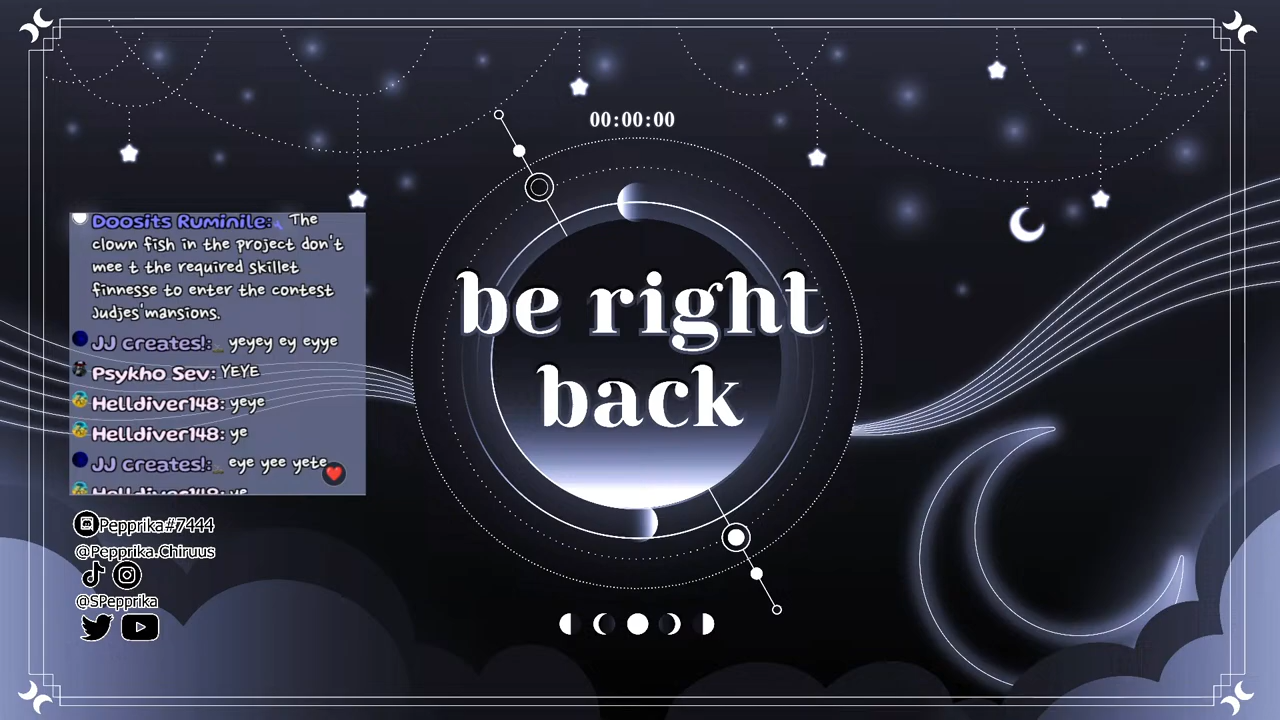 00:00:00
be right
back
Doosits Ruminile: The
clown fish in the project don't
mee t the required skillet
finnesse to enter the contest
Judjes'mansions.
JJ creates!: yeyey ey eyye
Psykho Sev: YEYE
Helldiver148: yeye
Helldiver148: ye
JJ creates!: eye yee yete
Helldiver148: ye
Pepprika#7444
@Pepprika.Chiruus
@SPepprika